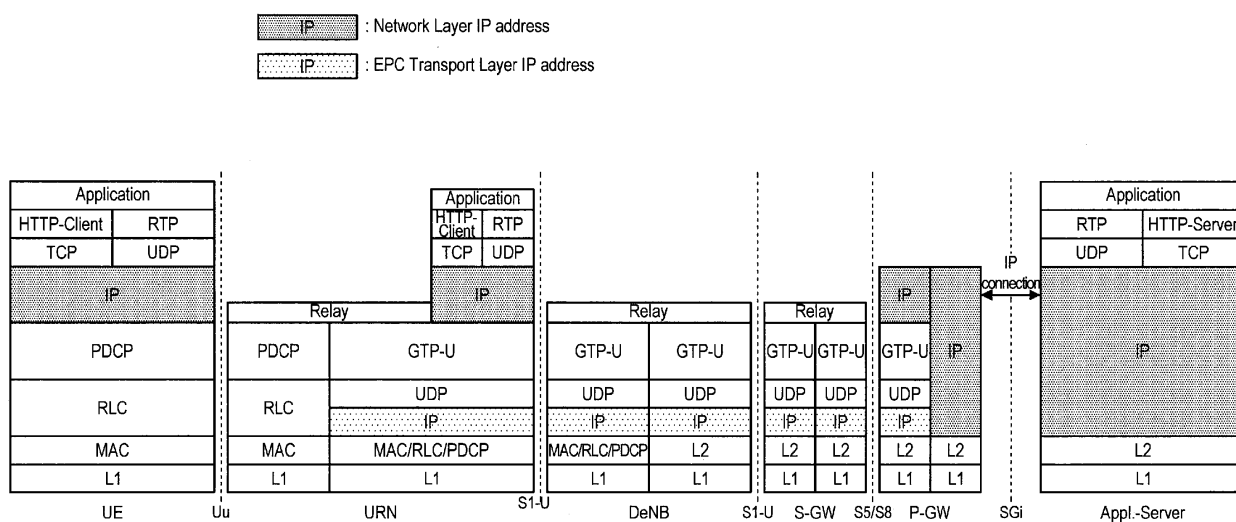 IP : Network Layer IP address
IP : EPC Transport Layer IP address
Application
HTTP-Client RTP
TCP UDP
IP
PDCP
RLC
MAC
L1
UE
Uu
Application
HTTP-
Client RTP
TCP UDP
IP
Relay
PDCP GTP-U
RLC UDP
IP
MAC MAC/RLC/PDCP
L1 L1
URN
S1-U
Relay
GTP-U GTP-U
UDP UDP
IP IP
MAC/RLC/PDCP L2
L1 L1
DeNB
S1-U
Relay
GTP-U GTP-U
UDP UDP
IP IP
L2 L2
L1 L1
S-GW
S5/S8
IP
GTP-U IP
UDP
IP
L2 L2
L1 L1
P-GW
IP
connection
SGi
Application
RTP HTTP-Server
UDP TCP
IP
L2
L1
Appl.-Server